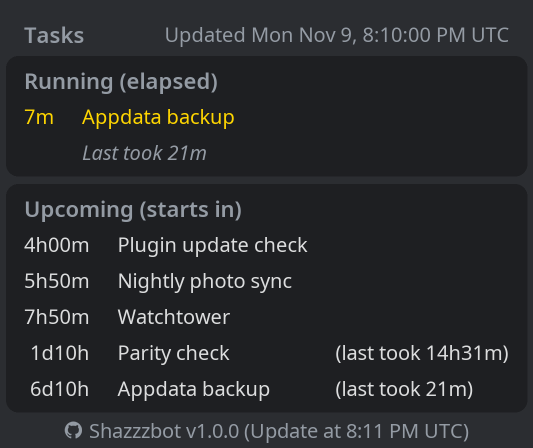 Tasks Updated Mon Nov 9, 8:10:00 PM UTC
Running (elapsed)
7m Appdata backup
Last took 21m
Upcoming (starts in)
4h00m Plugin update check
5h50m Nightly photo sync
7h50m Watchtower
1d10h Parity check (last took 14h31m)
6d10h Appdata backup (last took 21m)
Shazzzbot v1.0.0 (Update at 8:11 PM UTC)